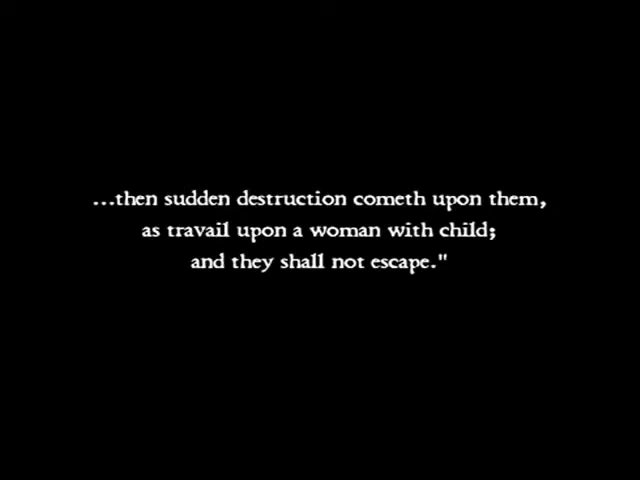 ...then sudden destruction cometh upon them,
as travail upon a woman with child;
and they shall not escape."